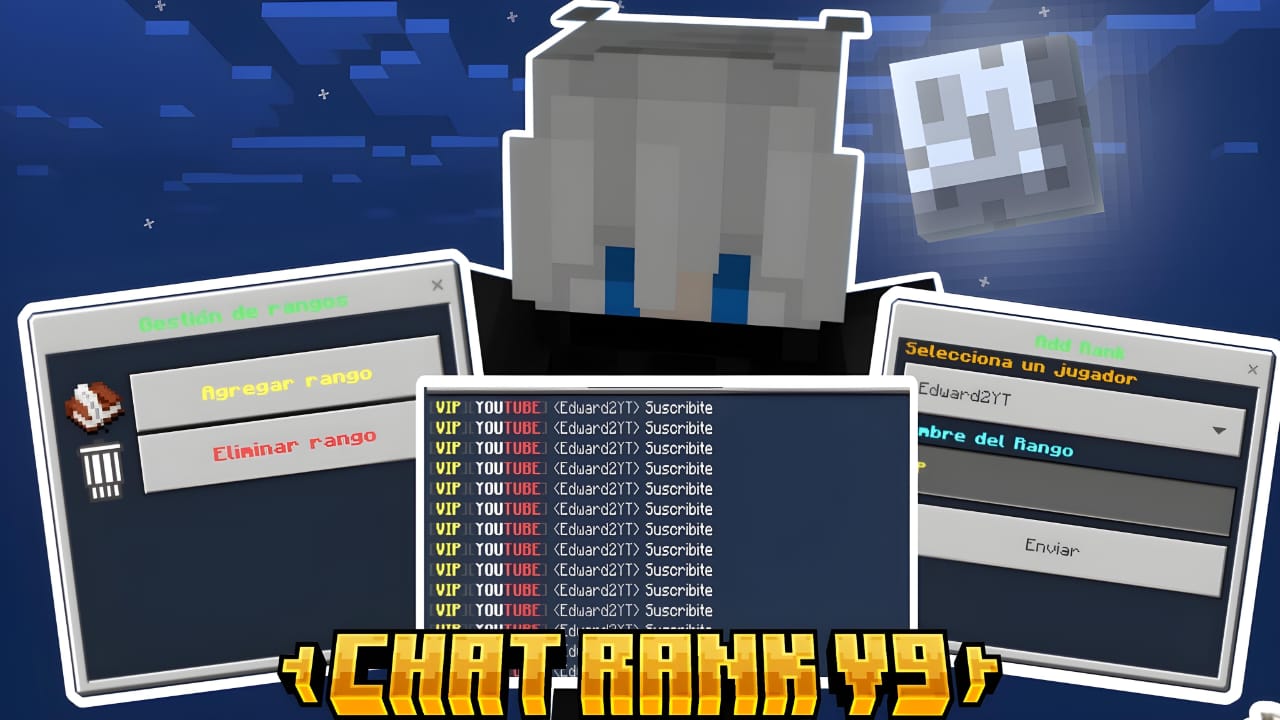 Gestión de rangos
Agregar rango
Eliminar rango
[VIP][YOUTUBE] <Edward2YT> Suscribite
[VIP][YOUTUBE] <Edward2YT> Suscribite
[VIP][YOUTUBE] <Edward2YT> Suscribite
[VIP][YOUTUBE] <Edward2YT> Suscribite
[VIP][YOUTUBE] <Edward2YT> Suscribite
[VIP][YOUTUBE] <Edward2YT> Suscribite
[VIP][YOUTUBE] <Edward2YT> Suscribite
[VIP][YOUTUBE] <Edward2YT> Suscribite
[VIP][YOUTUBE] <Edward2YT> Suscribite
[VIP][YOUTUBE] <Edward2YT> Suscribite
[VIP][YOUTUBE] <Edward2YT> Suscribite
Add Rank
Selecciona un jugador
Edward2YT
mbre del Rango
P
Enviar
CHAT RANK V9